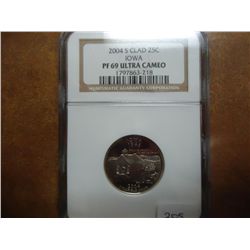 2004 S CLAD 25C
IOWA
PF 69 ULTRA CAMEO
1797863-218
NUMISMATIC GUARANTY CORPORATION